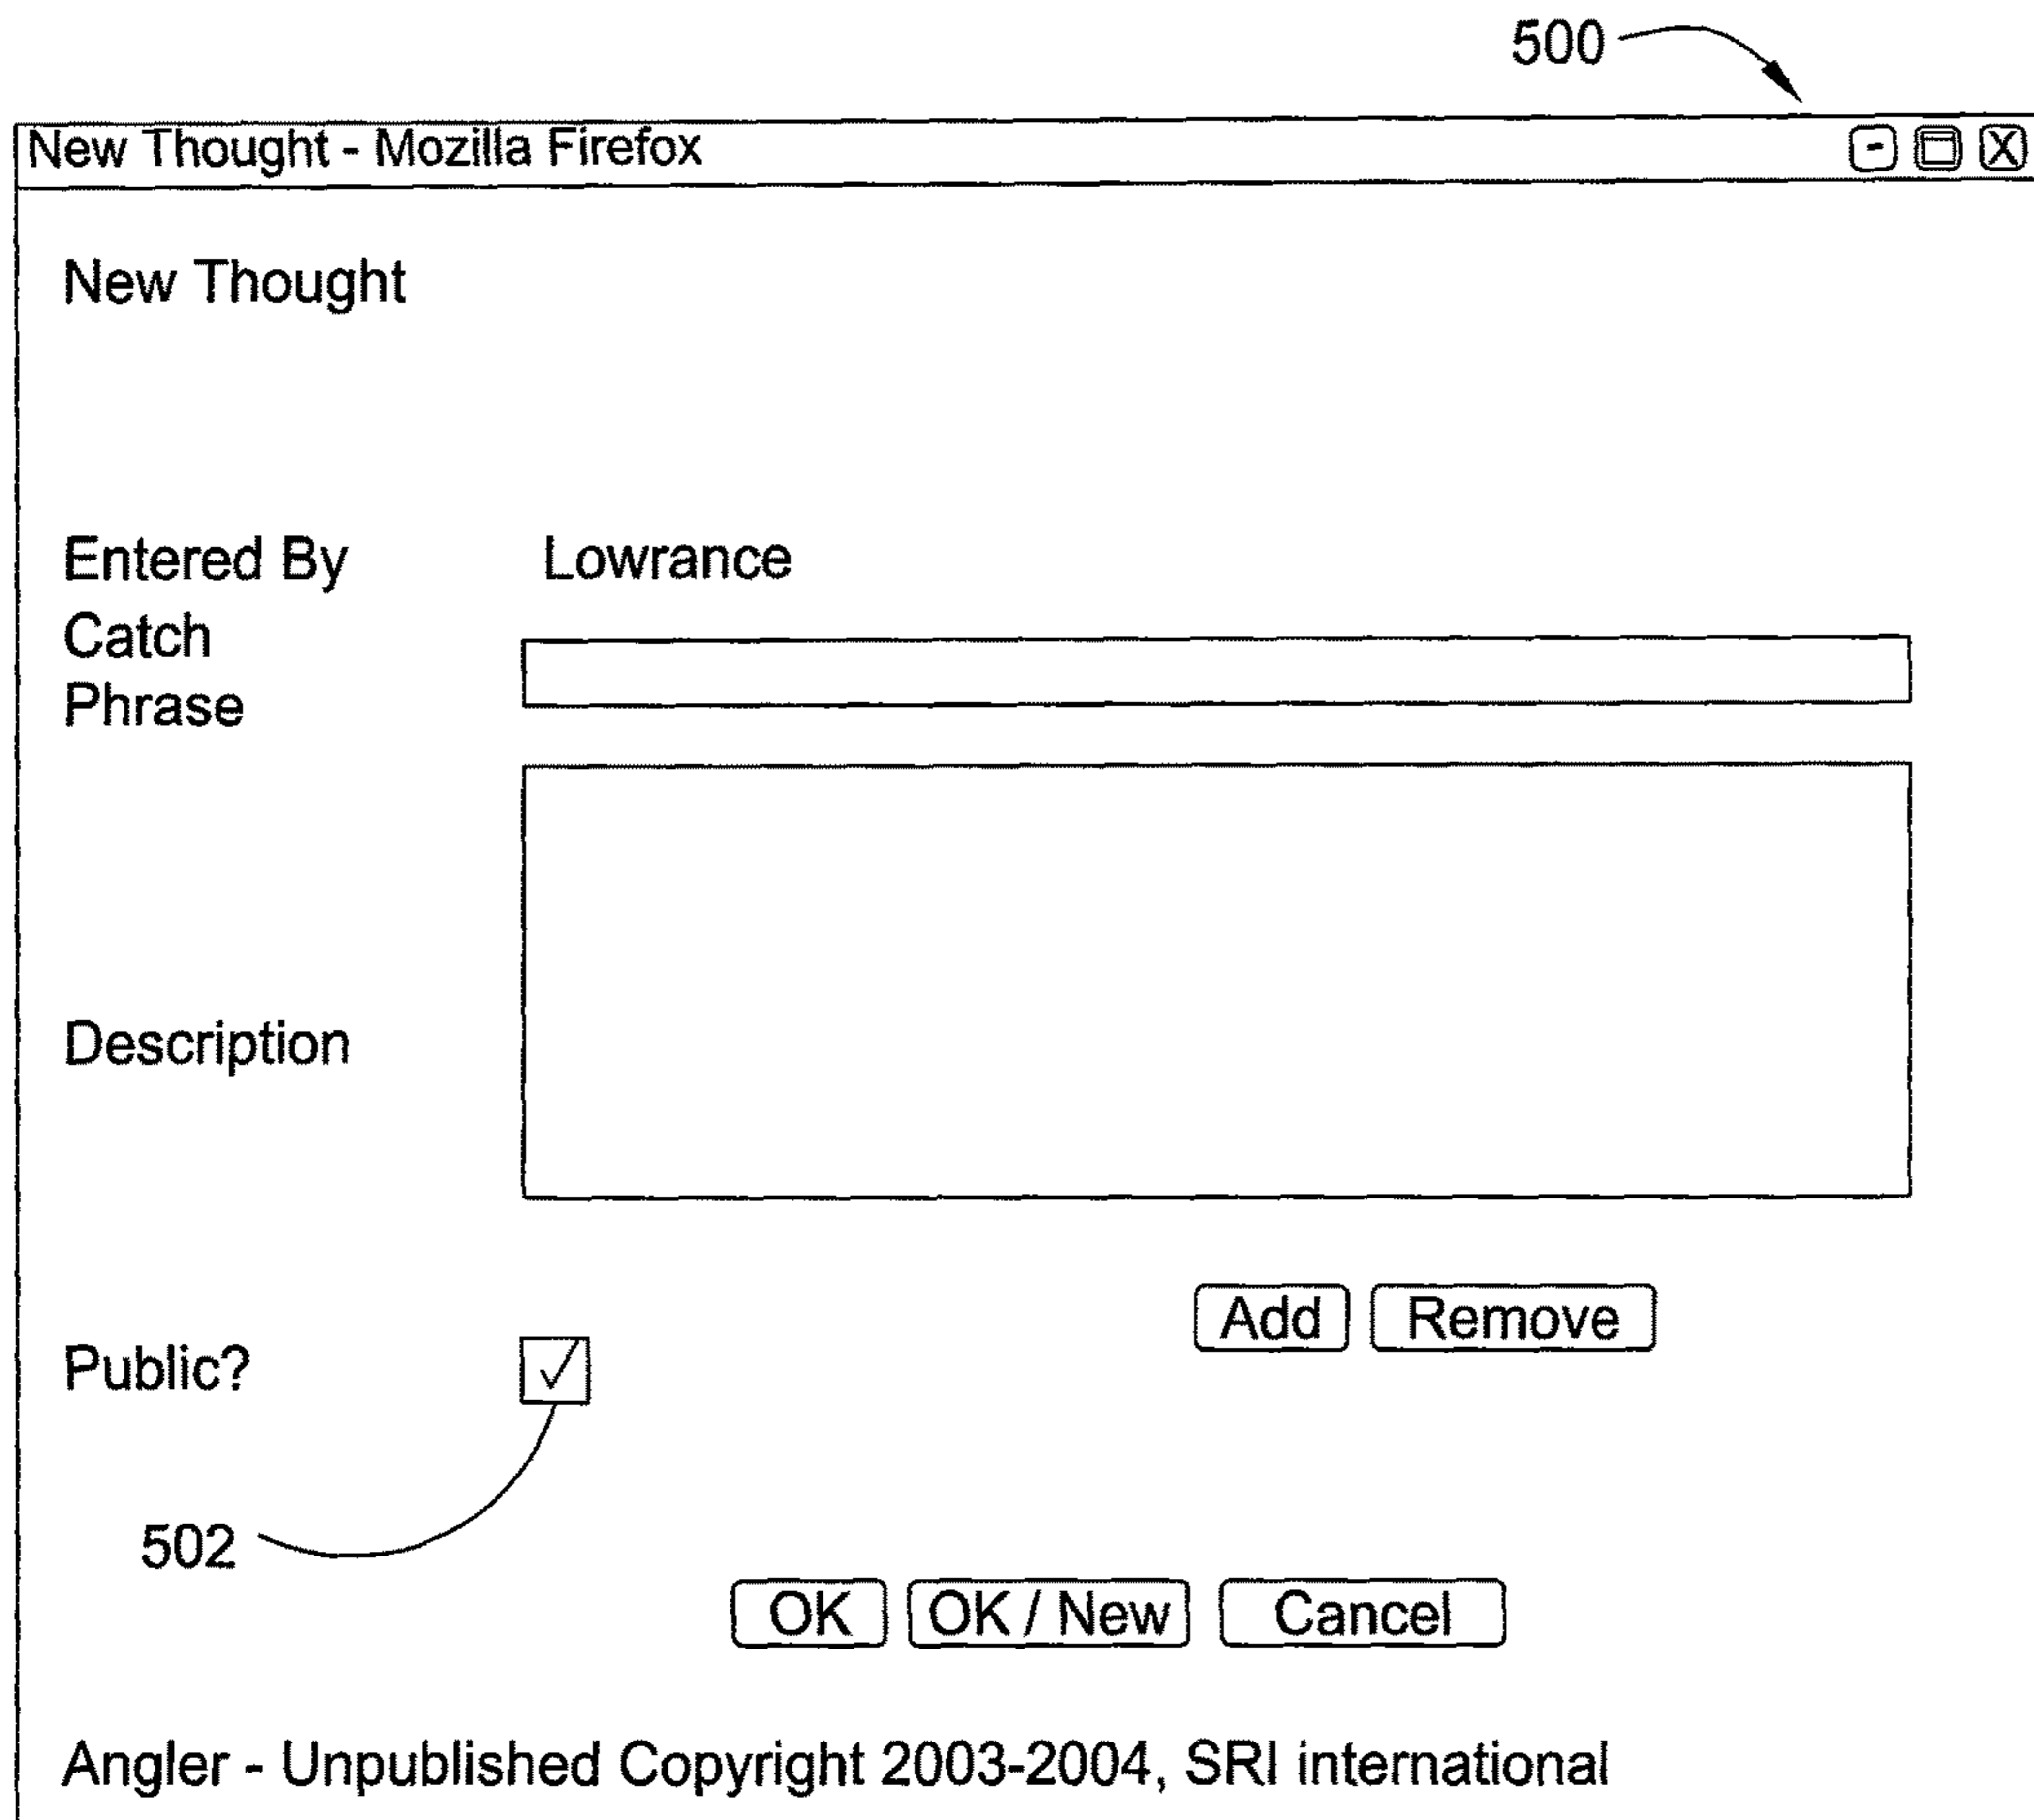 500
New Thought - Mozilla Firefox
New Thought
Entered By Lowrance
Catch
Phrase
Description
Add Remove
Public?
502
OK OK / New Cancel
Angler - Unpublished Copyright 2003-2004, SRI international